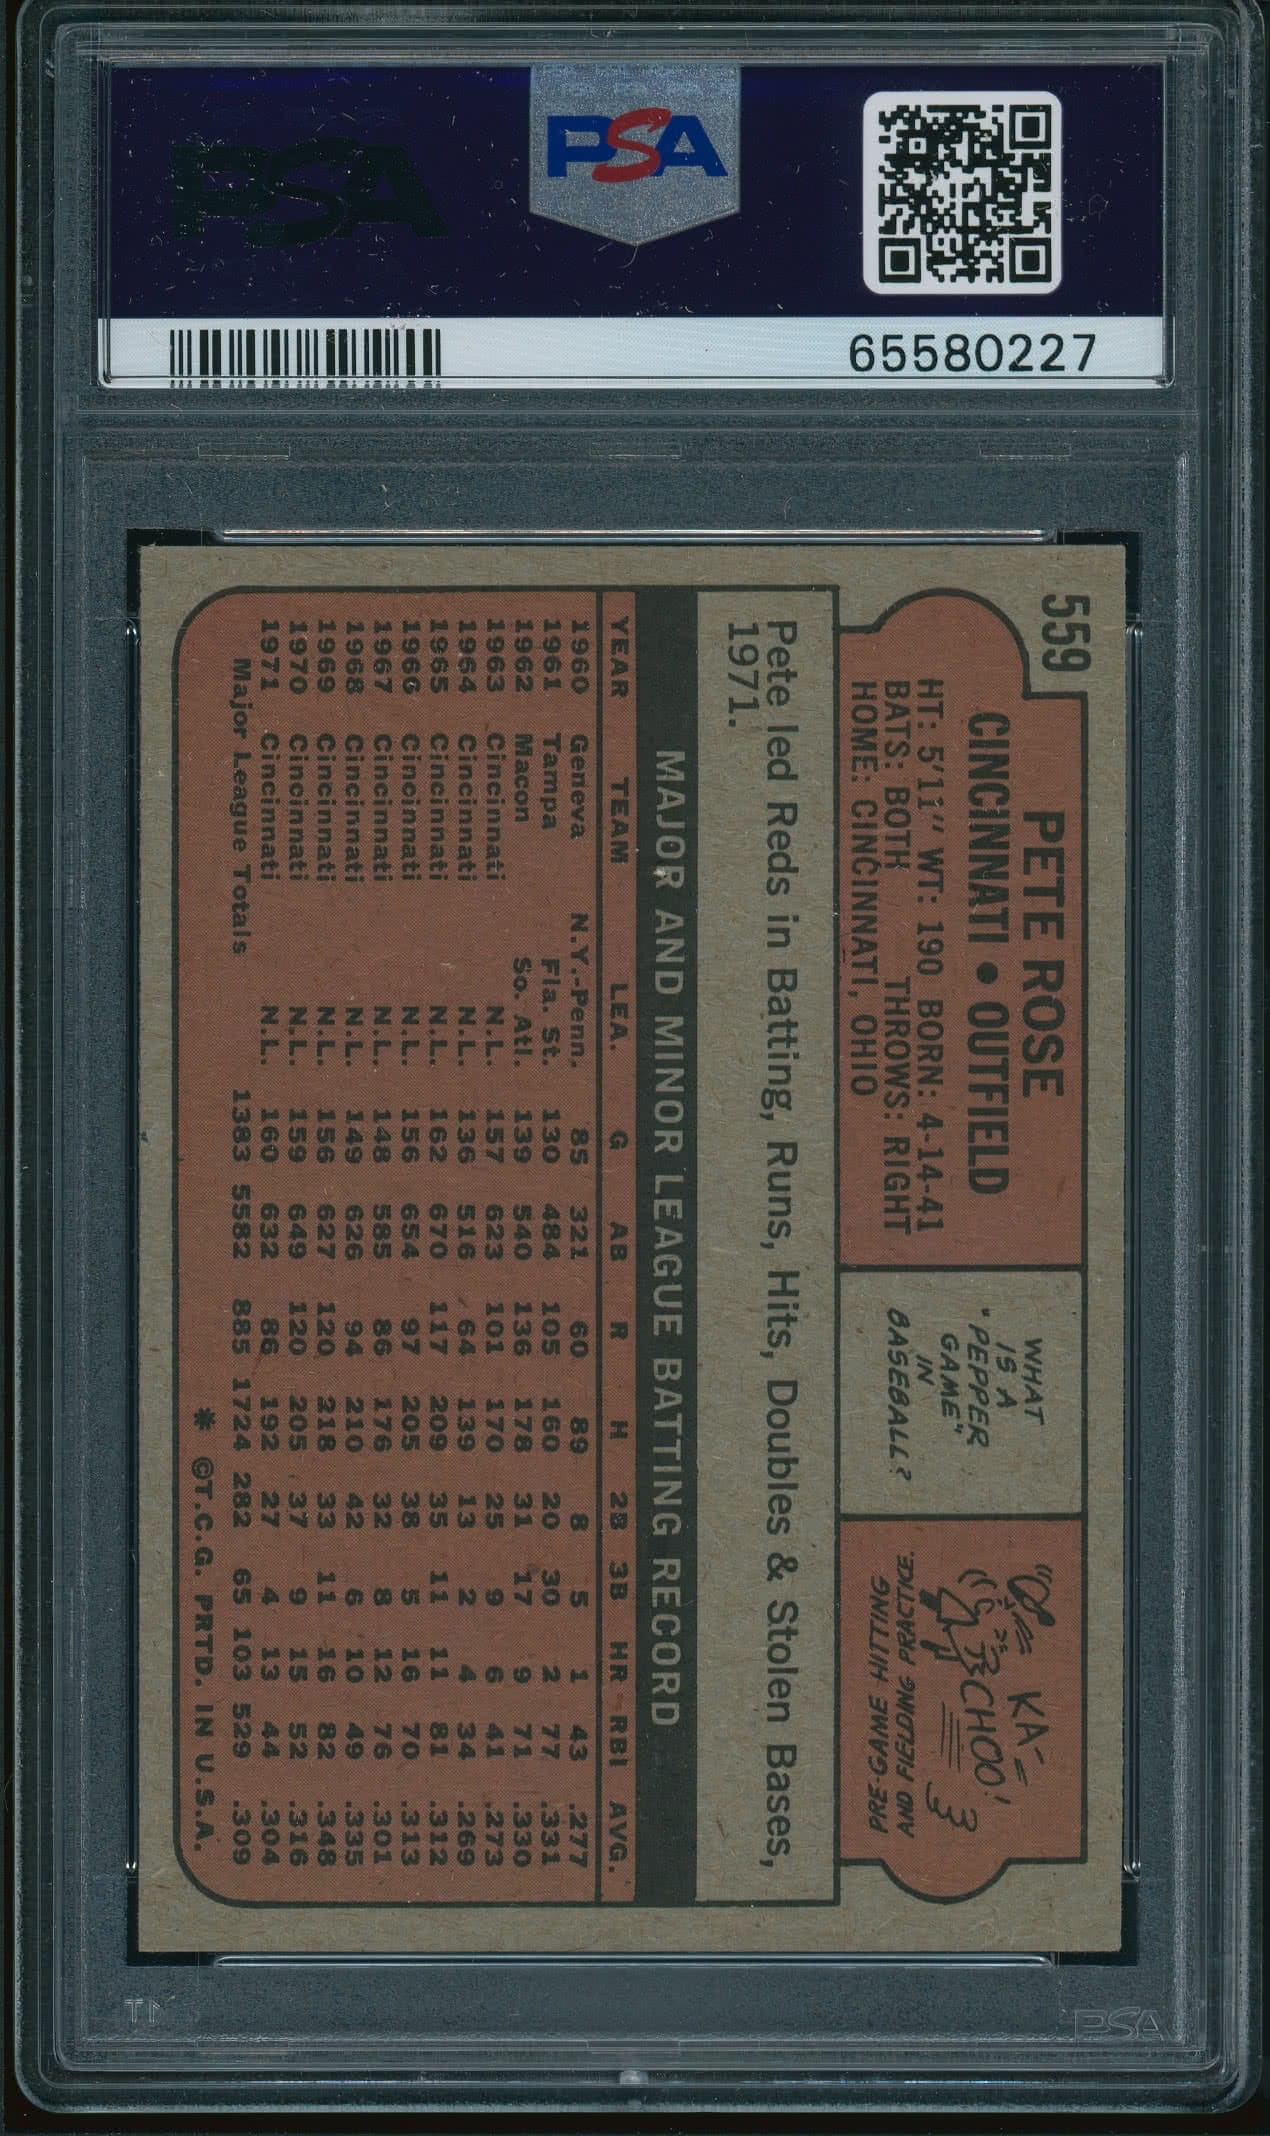 PSA
PSA
65580227
559
PETE ROSE
CINCINNATI • OUTFIELD
HT: 5'11" WT: 190 BORN: 4-14-41
BATS: BOTH THROWS: RIGHT
HOME: CINCINNATI, OHIO
WHAT
IS A
"PEPPER
GAME"
IN
BASEBALL?
KA-
CHOO!
PRE-GAME HITTING
AND FIELDING PRACTICE.
Pete led Reds in Batting, Runs, Hits, Doubles & Stolen Bases,
1971.
MAJOR AND MINOR LEAGUE BATTING RECORD
YEAR TEAM LEA. G AB R H 2B 3B HR RBI AVG.
1960 Geneva N.Y.-Penn. 85 321 60 89 8 5 1 43 .277
1961 Tampa Fla. St. 130 484 105 160 20 30 2 77 .331
1962 Macon So. Atl. 139 540 136 178 31 17 9 71 .330
1963 Cincinnati N.L. 157 623 101 170 25 9 6 41 .273
1964 Cincinnati N.L. 136 516 64 139 13 2 4 34 .269
1965 Cincinnati N.L. 162 670 117 209 35 11 11 81 .312
1966 Cincinnati N.L. 156 654 97 205 38 5 16 70 .313
1967 Cincinnati N.L. 148 585 86 176 32 8 12 76 .301
1968 Cincinnati N.L. 149 626 94 210 42 6 10 49 .335
1969 Cincinnati N.L. 156 627 120 218 33 11 16 82 .348
1970 Cincinnati N.L. 159 649 120 205 37 9 15 52 .316
1971 Cincinnati N.L. 160 632 86 192 27 4 13 44 .304
Major League Totals 1383 5582 885 1724 282 65 103 529 .309
* ©T.C.G. PRTD. IN U.S.A.
PSA